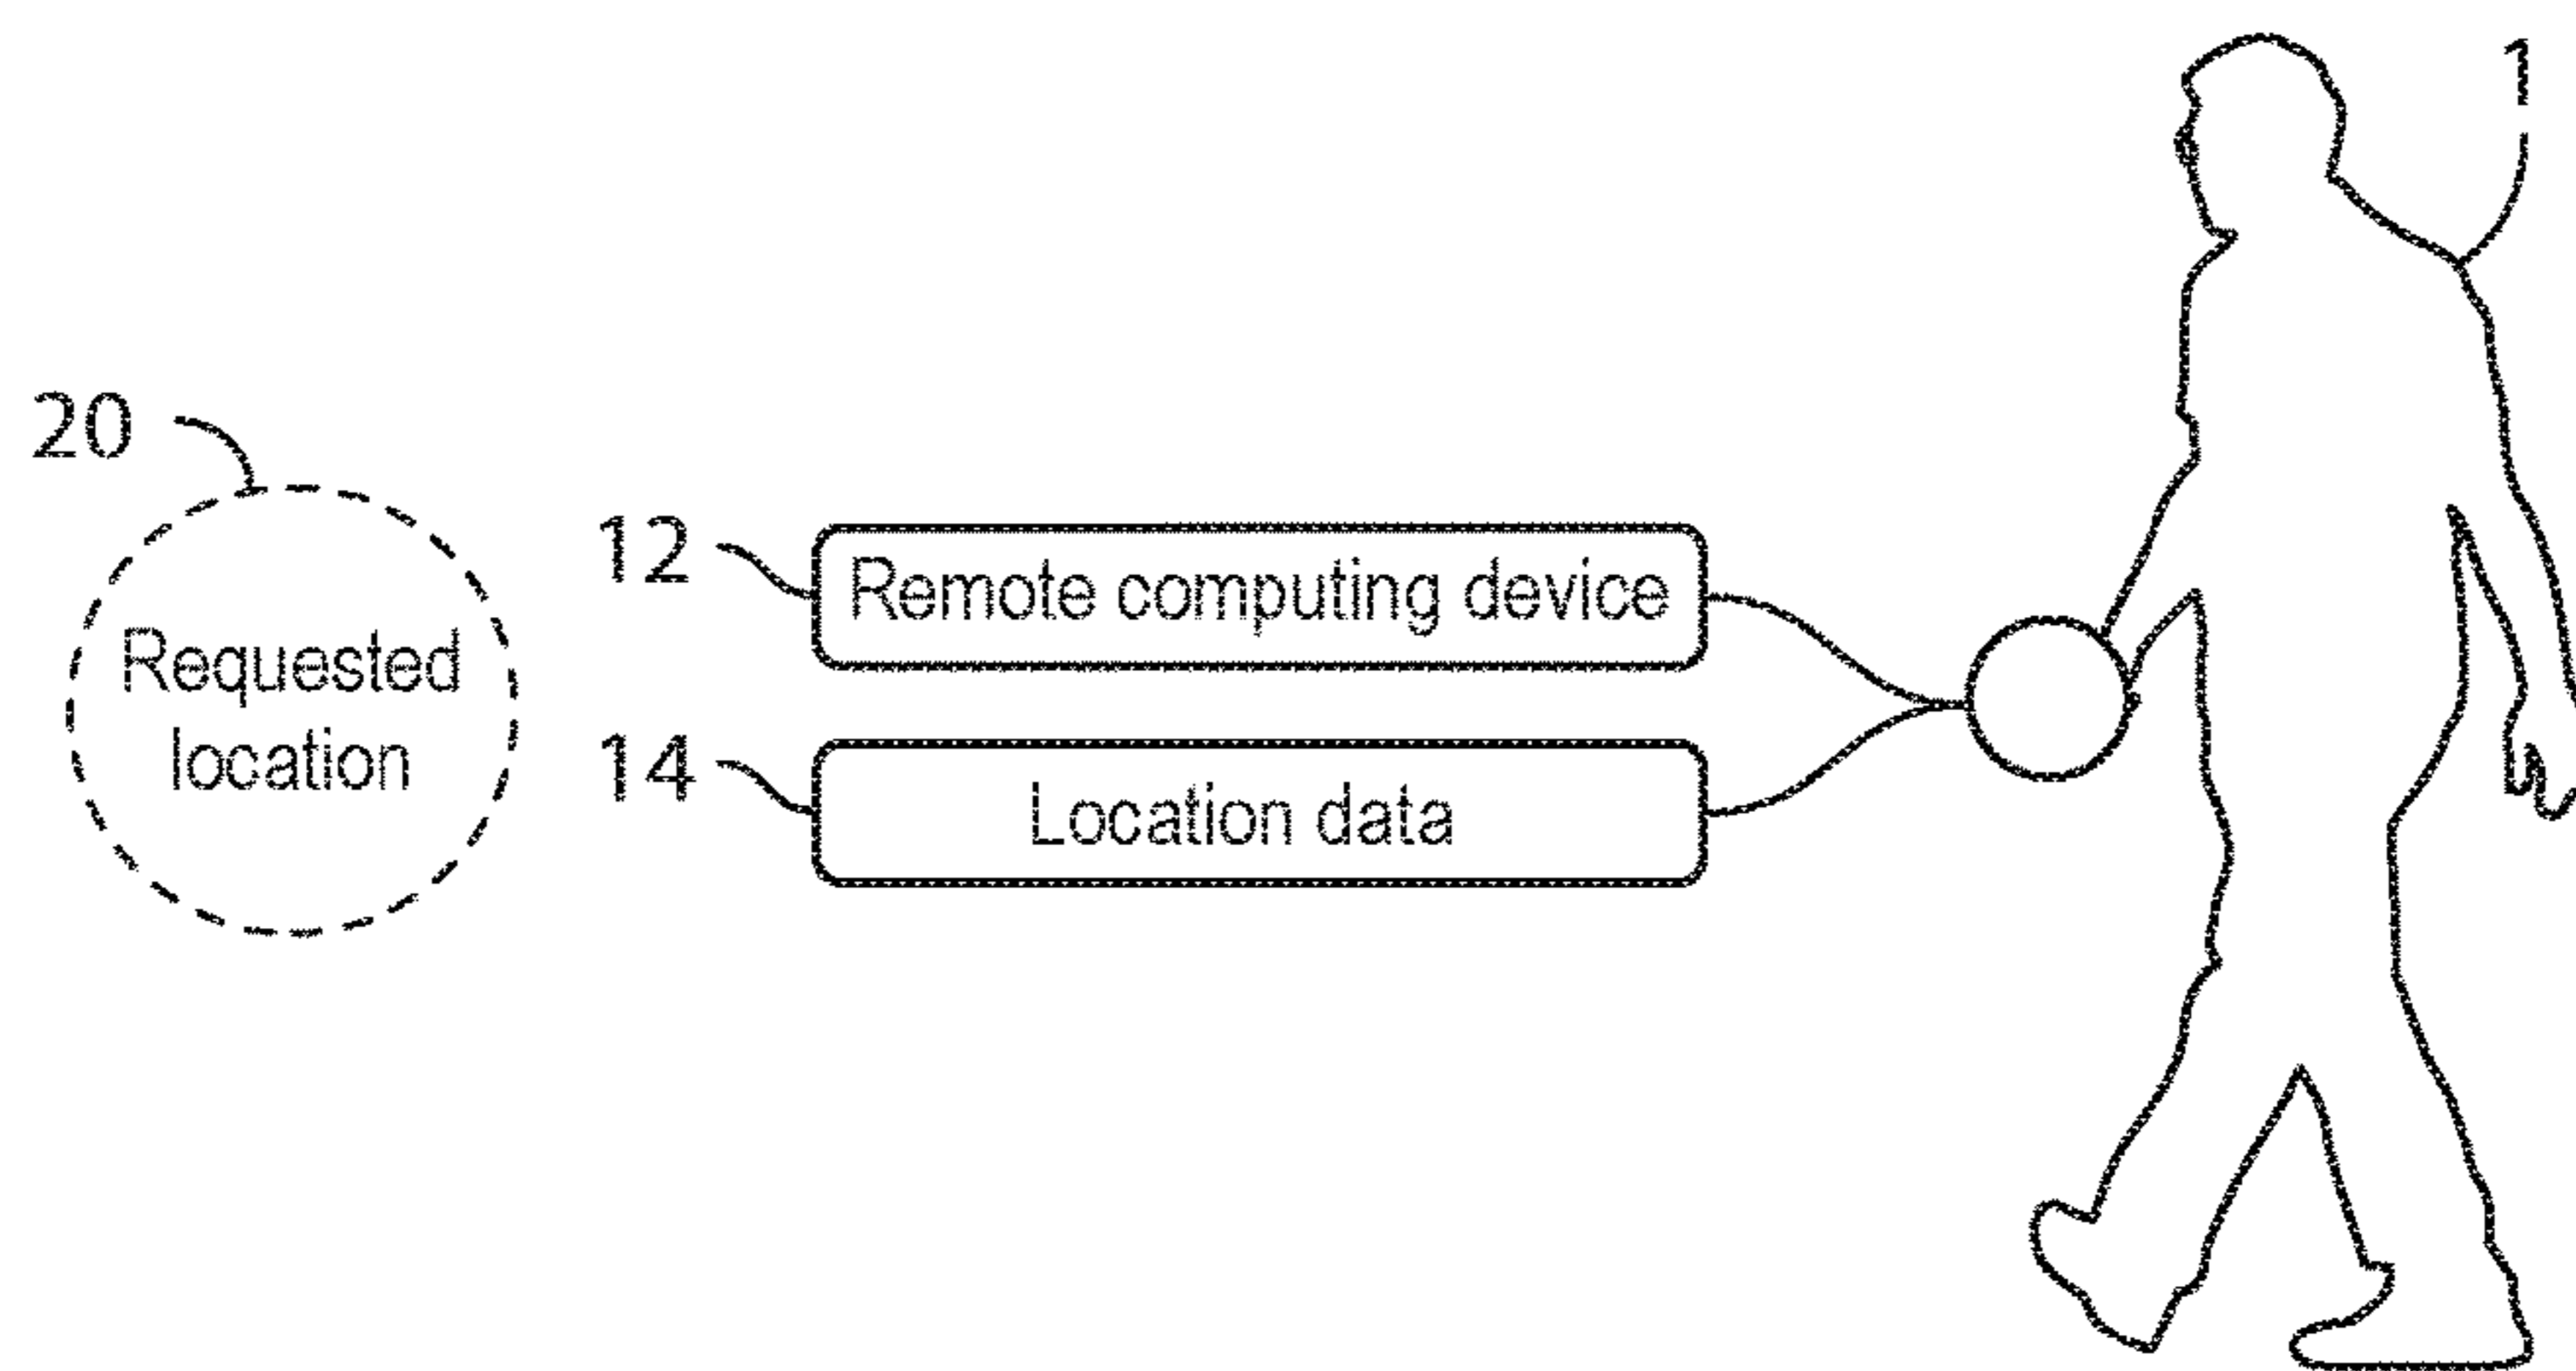 1
20
12
Remote computing device
Requested
location
14
Location data